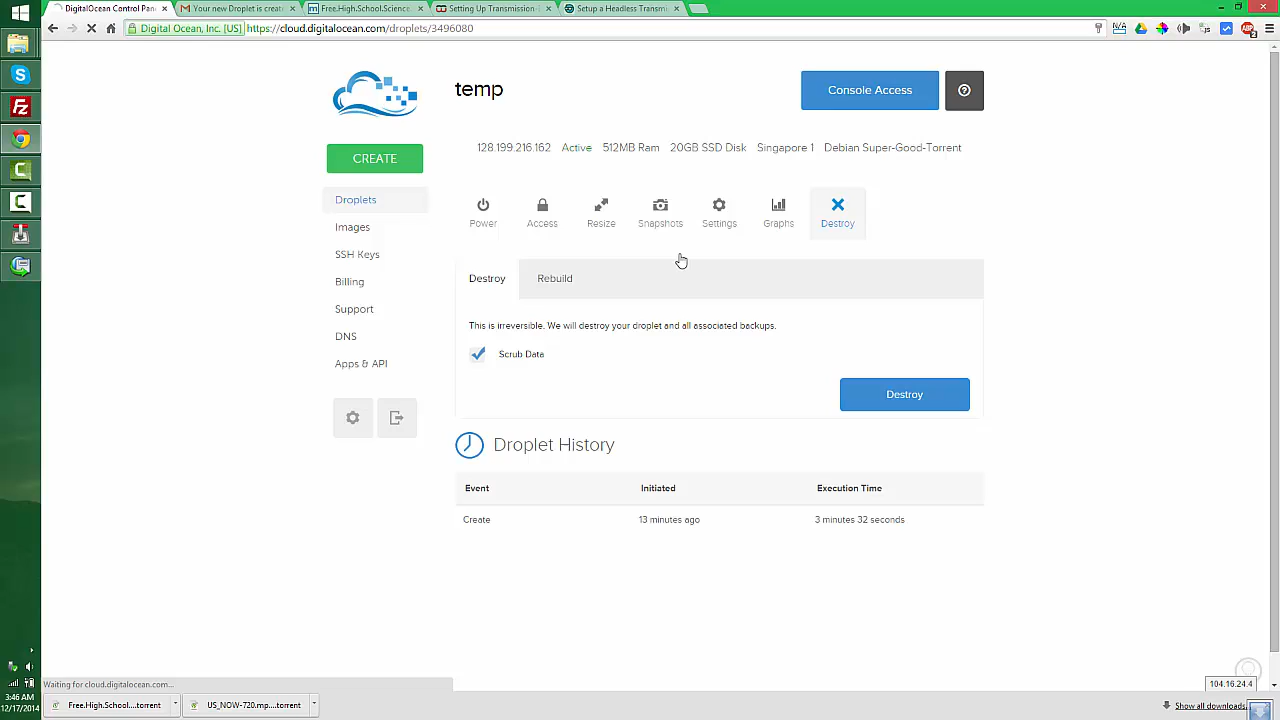 DigitalOcean Control Pane
Your new Droplet is creat
Free.High.School.Science.
Setting Up Transmission-
Setup a Headless Transmi
Digital Ocean, Inc. [US]
https://cloud.digitalocean.com/droplets/3496080
N/A
ABP
2
temp
Console Access
128.199.216.162 Active 512MB Ram 20GB SSD Disk Singapore 1 Debian Super-Good-Torrent
CREATE
Droplets
Images
SSH Keys
Billing
Support
DNS
Apps & API
Power Access Resize Snapshots Settings Graphs Destroy
Destroy Rebuild
This is irreversible. We will destroy your droplet and all associated backups.
Scrub Data
Destroy
Droplet History
Event Initiated Execution Time
Create 13 minutes ago 3 minutes 32 seconds
Waiting for cloud.digitalocean.com...
104.16.24.4
3:46 AM
12/17/2014
Free.High.School....torrent
US_NOW-720.mp....torrent
Show all downloads...